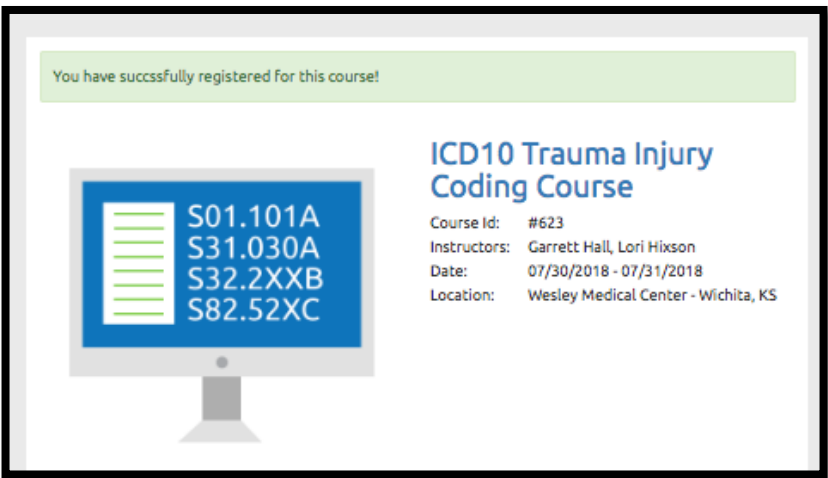 You have succssfully registered for this course!
S01.101A
S31.030A
S32.2XXB
S82.52XC
ICD10 Trauma Injury
Coding Course
Course Id: #623
Instructors: Garrett Hall, Lori Hixson
Date: 07/30/2018 - 07/31/2018
Location: Wesley Medical Center - Wichita, KS